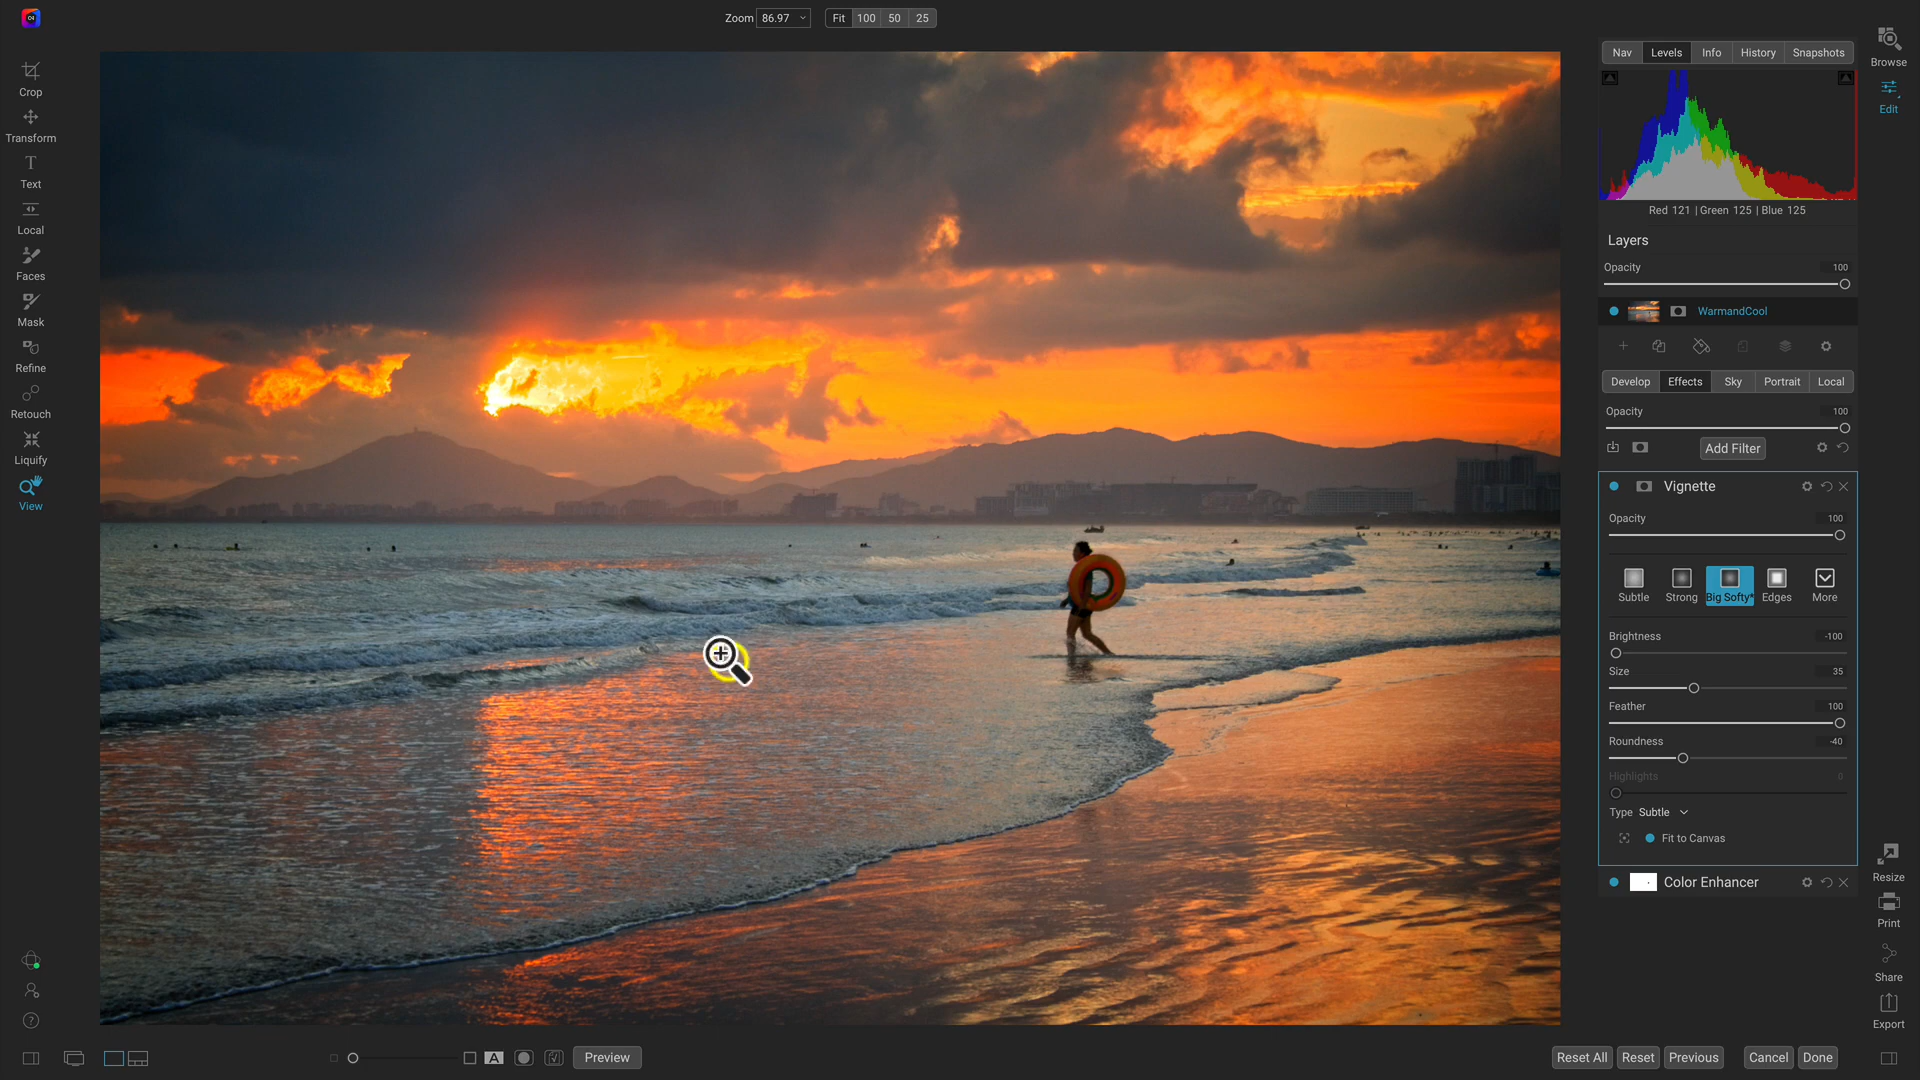 Zoom 86.97 Fit 100 50 25
Crop
Transform
Text
Local
Faces
Mask
Refine
Retouch
Liquify
View
Nav Levels Info History Snapshots
Red 121 | Green 125 | Blue 125
Layers
Opacity 100
WarmandCool
Develop Effects Sky Portrait Local
Opacity 100
Add Filter
Vignette
Opacity 100
Subtle Strong Big Softy* Edges More
Brightness -100
Size 35
Feather 100
Roundness -40
Highlights 0
Type Subtle
Fit to Canvas
Color Enhancer
Browse
Edit
Resize
Print
Share
Export
A Preview
Reset All Reset Previous Cancel Done